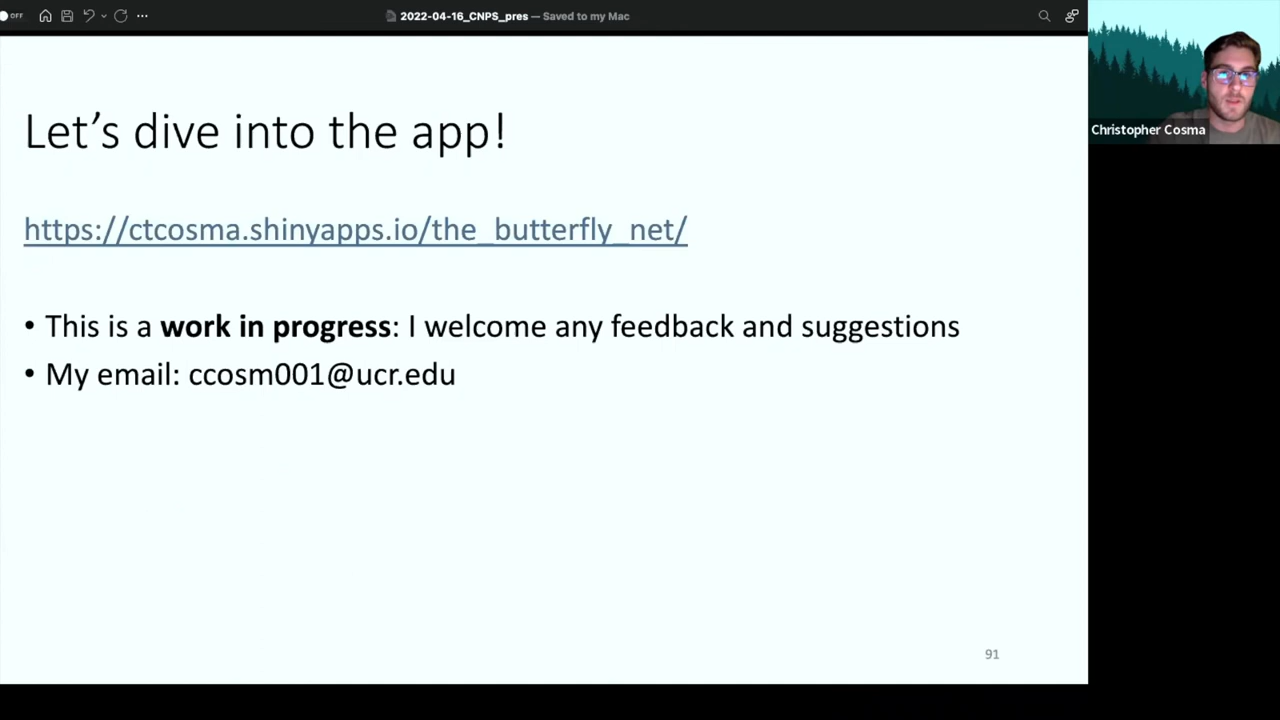 OFF
2022-04-16_CNPS_pres — Saved to my Mac
Christopher Cosma
Let's dive into the app!
https://ctcosma.shinyapps.io/the_butterfly_net/
• This is a work in progress: I welcome any feedback and suggestions
• My email: ccosm001@ucr.edu
91